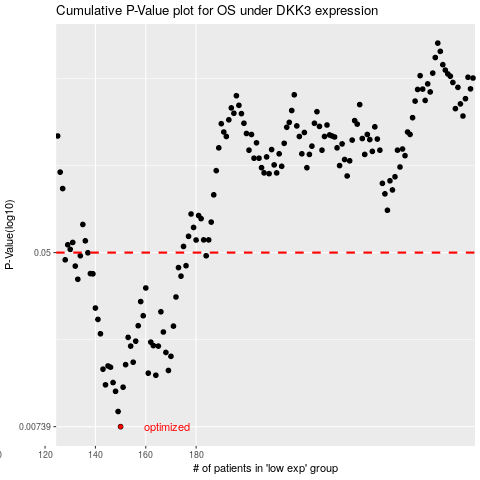 Cumulative P-Value plot for OS under DKK3 expression
P-Value(log10)
0.05
0.00739
optimized
0
120
140
160
180
# of patients in 'low exp' group